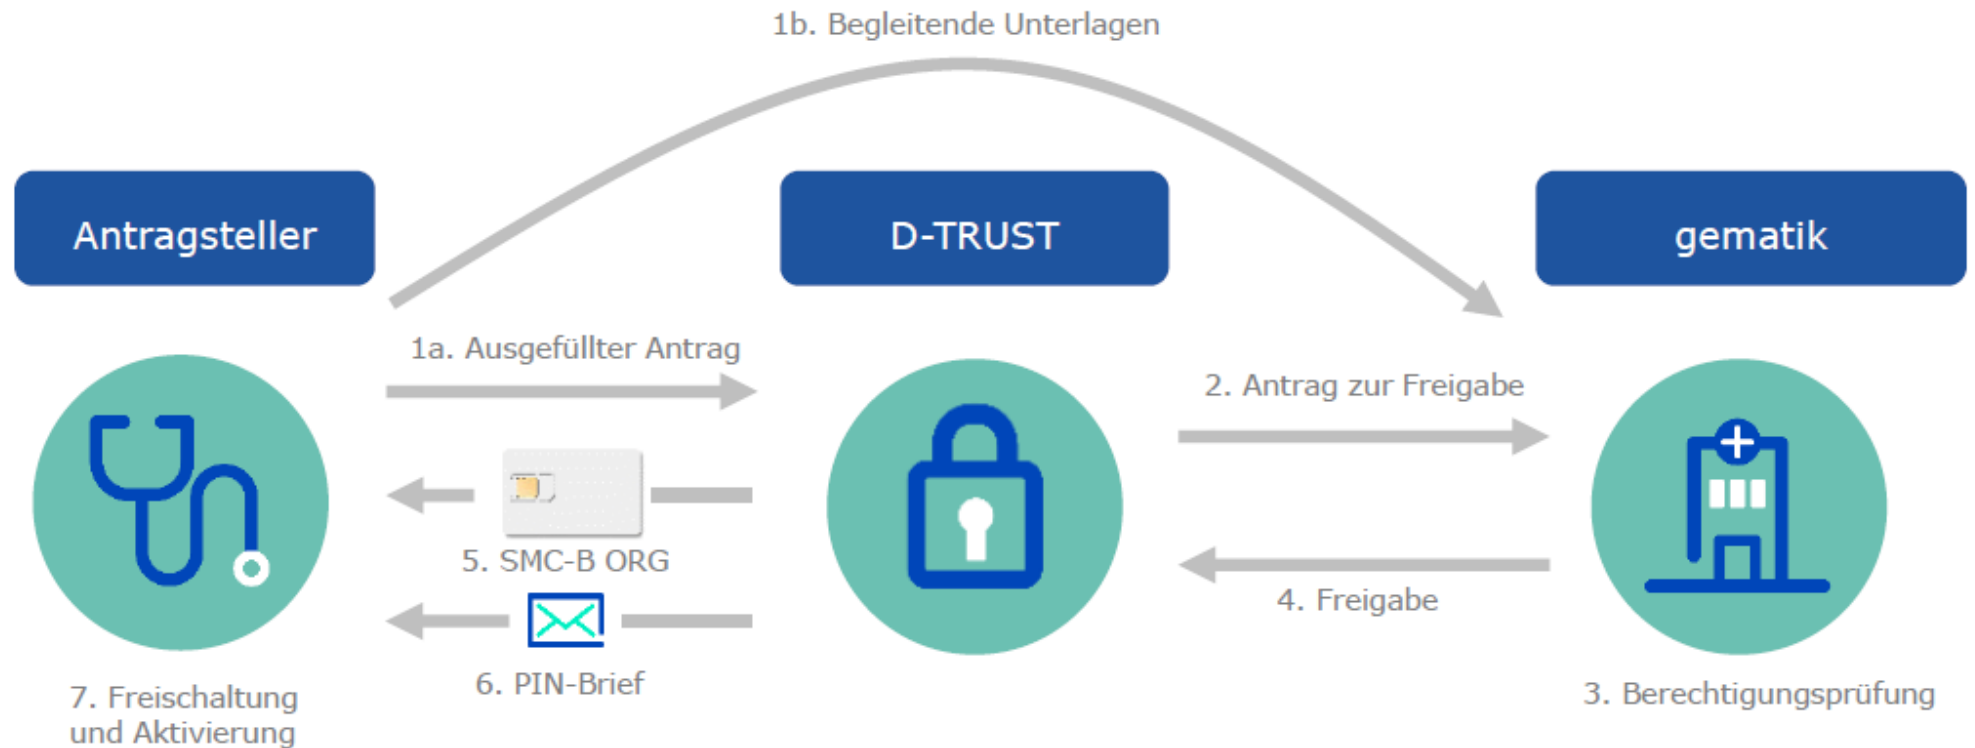 1b. Begleitende Unterlagen
Antragsteller
D-TRUST
gematik
1a. Ausgefüllter Antrag
2. Antrag zur Freigabe
5. SMC-B ORG
4. Freigabe
6. PIN-Brief
7. Freischaltung
und Aktivierung
3. Berechtigungsprüfung